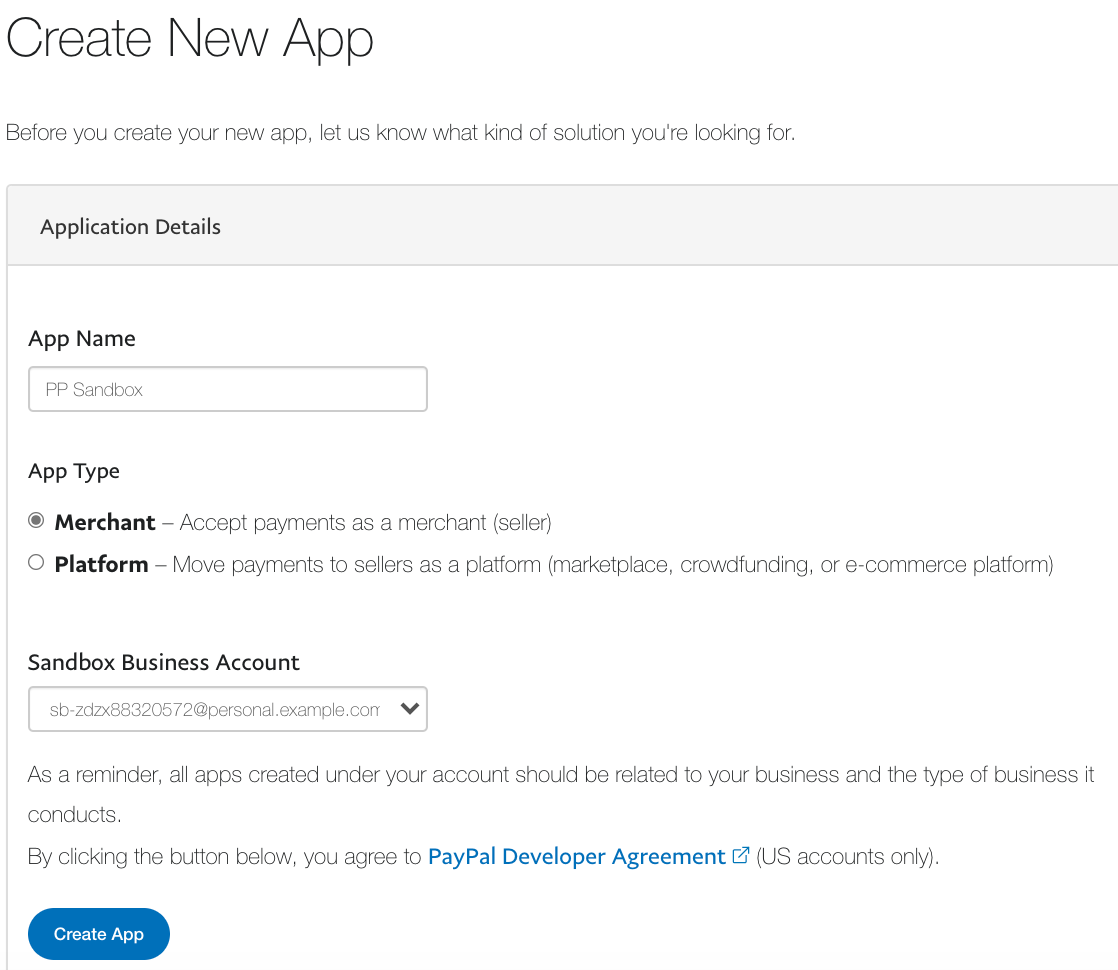 Create New App
Before you create your new app, let us know what kind of solution you're looking for.
Application Details
App Name
PP Sandbox
App Type
Merchant – Accept payments as a merchant (seller)
Platform – Move payments to sellers as a platform (marketplace, crowdfunding, or e-commerce platform)
Sandbox Business Account
sb-zdzx88320572@personal.example.com
As a reminder, all apps created under your account should be related to your business and the type of business it
conducts.
By clicking the button below, you agree to PayPal Developer Agreement (US accounts only).
Create App